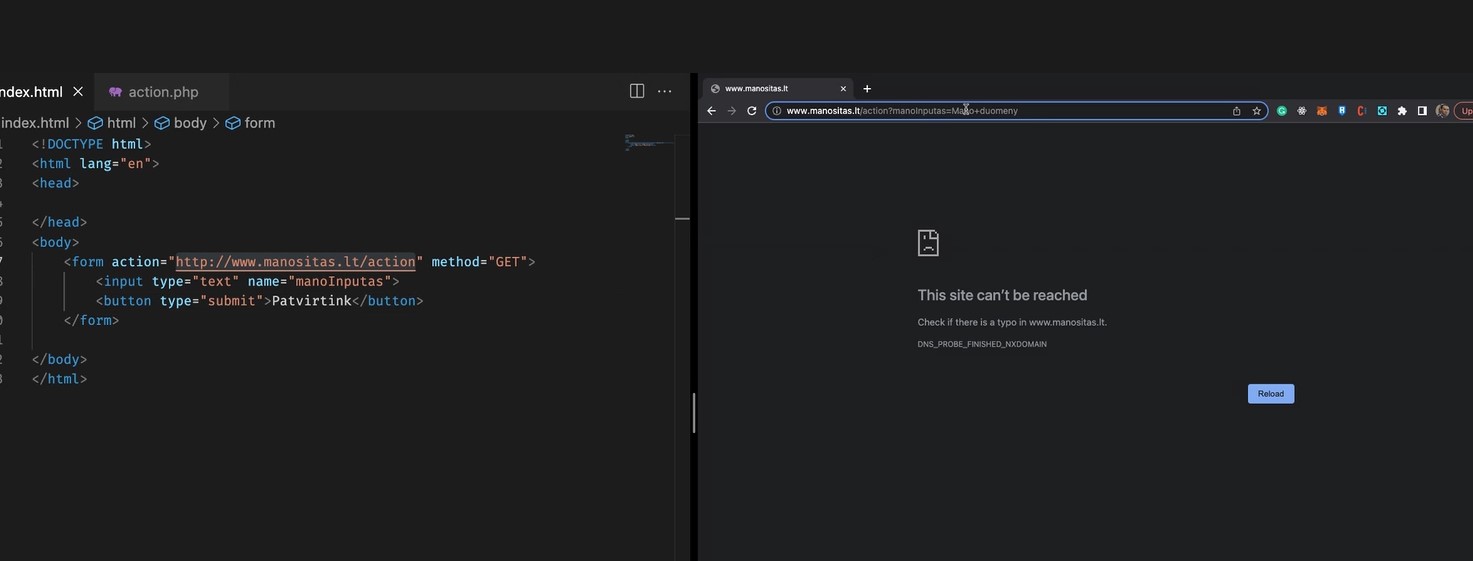 ndex.html
action.php
index.html > html > body > form
1 <!DOCTYPE html>
2 <html lang="en">
3 <head>
4
5 </head>
6 <body>
7 <form action="http://www.manositas.lt/action" method="GET">
8 <input type="text" name="manoInputas">
9 <button type="submit">Patvirtink</button>
0 </form>
1
2 </body>
3 </html>
www.manositas.lt
www.manositas.lt/action?manoInputas=Mano+duomeny
Up
This site can't be reached
Check if there is a typo in www.manositas.lt.
DNS_PROBE_FINISHED_NXDOMAIN
Reload